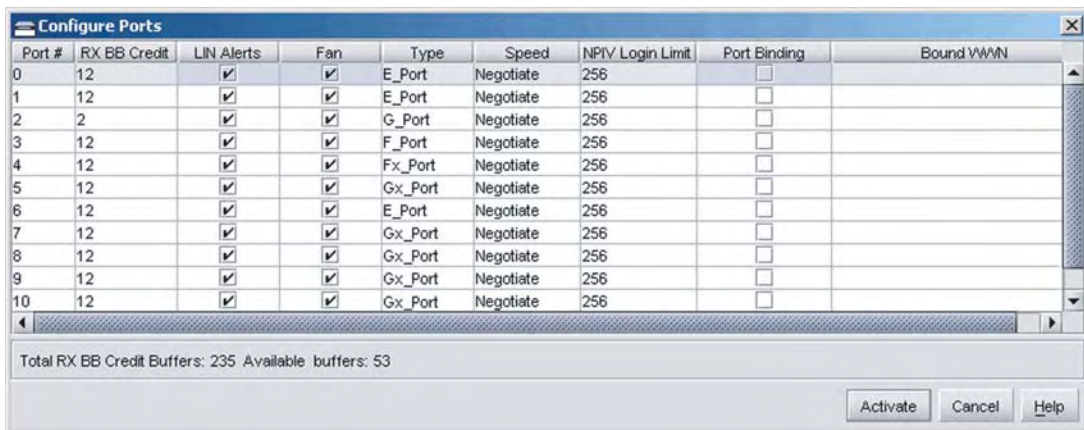 Configure Ports
Port # RX BB Credit LIN Alerts Fan Type Speed NPIV Login Limit Port Binding Bound WWN
0 12 E_Port Negotiate 256
1 12 E_Port Negotiate 256
2 2 G_Port Negotiate 256
3 12 F_Port Negotiate 256
4 12 Fx_Port Negotiate 256
5 12 Gx_Port Negotiate 256
6 12 E_Port Negotiate 256
7 12 Gx_Port Negotiate 256
8 12 Gx_Port Negotiate 256
9 12 Gx_Port Negotiate 256
10 12 Gx_Port Negotiate 256
Total RX BB Credit Buffers: 235 Available buffers: 53
Activate Cancel Help